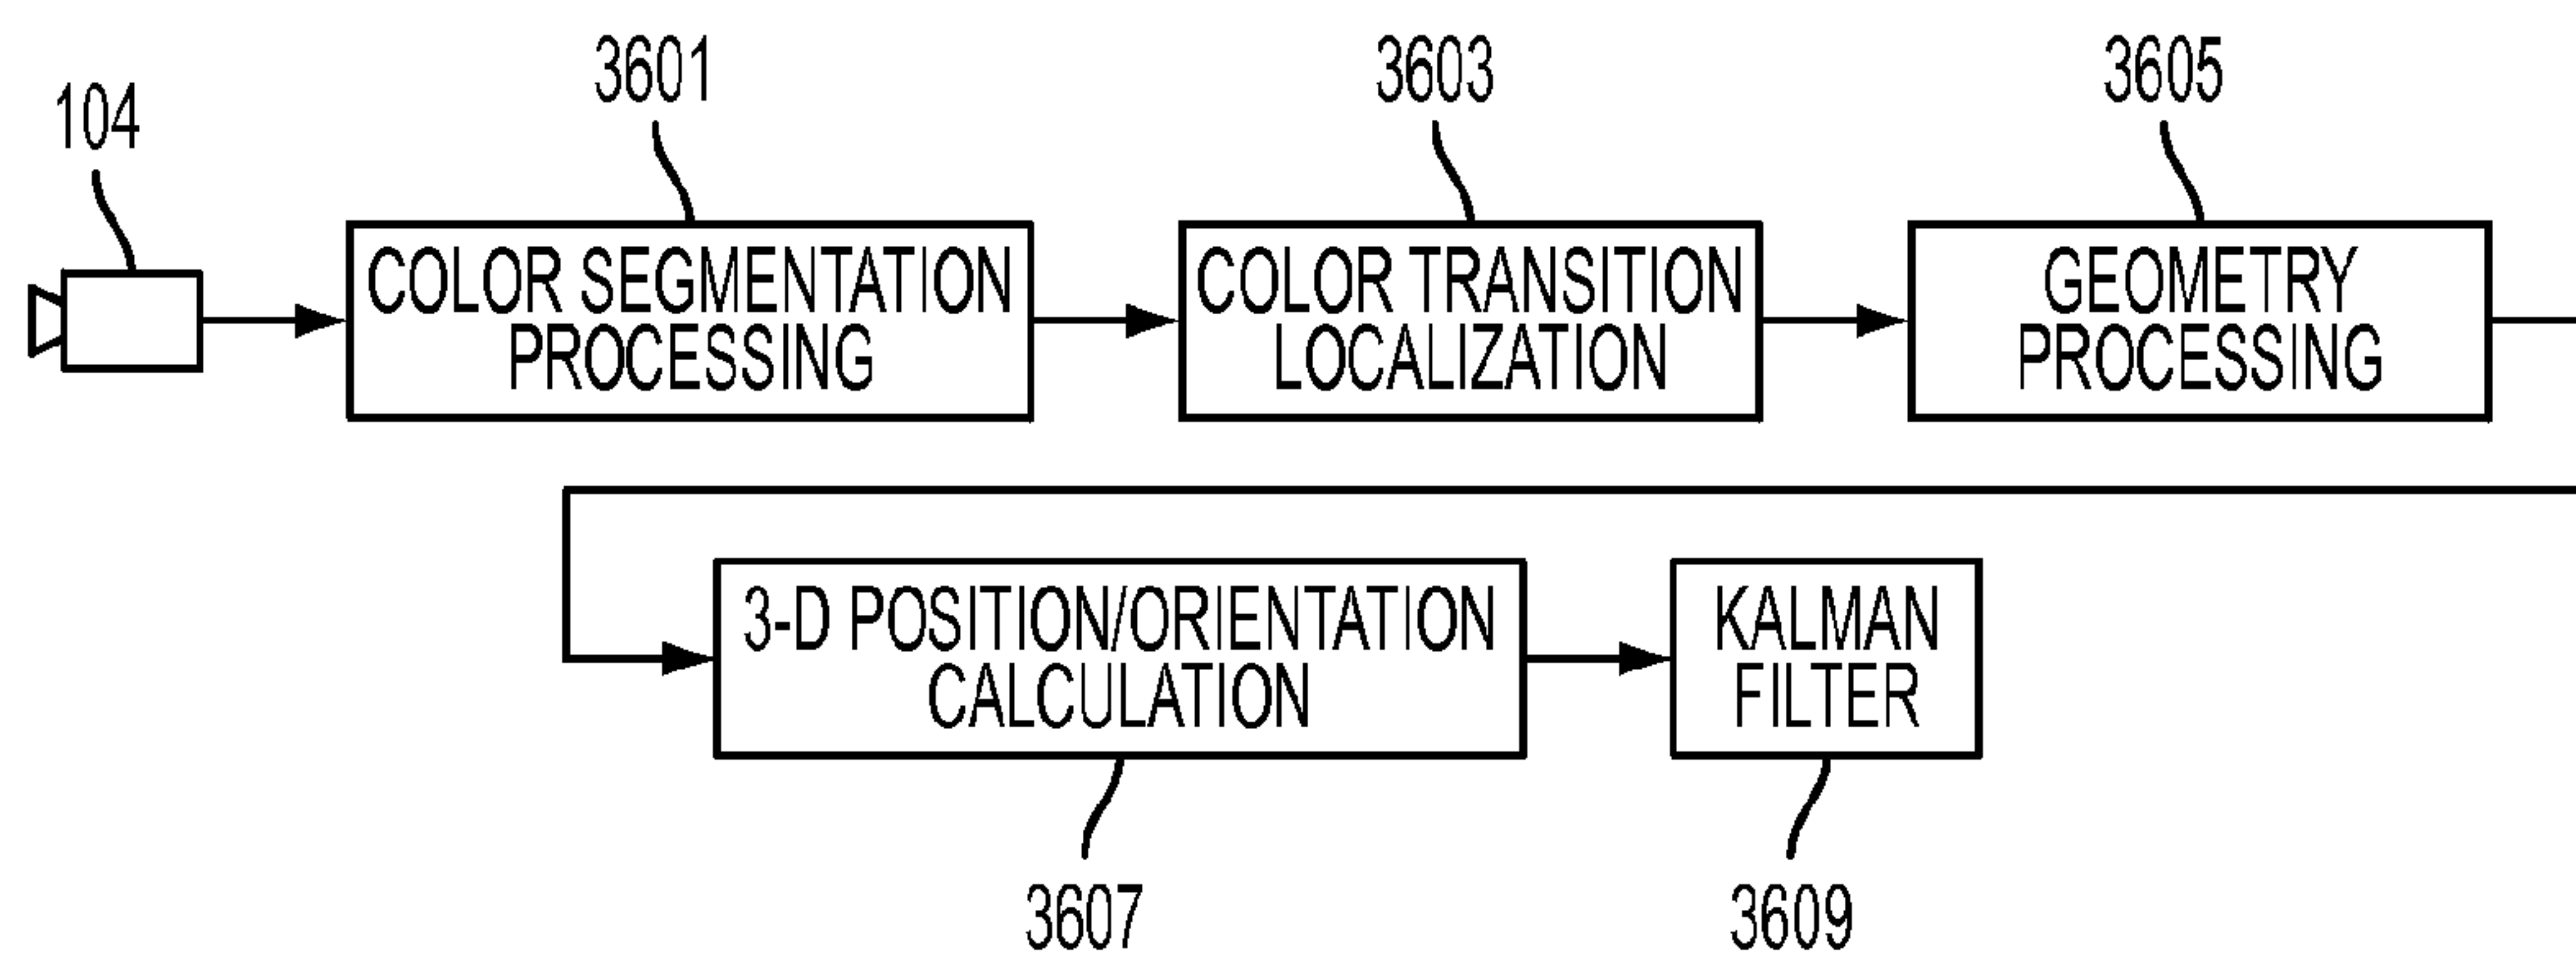 104
3601
3603
3605
COLOR SEGMENTATION
PROCESSING
COLOR TRANSITION
LOCALIZATION
GEOMETRY
PROCESSING
3-D POSITION/ORIENTATION
CALCULATION
KALMAN
FILTER
3607
3609